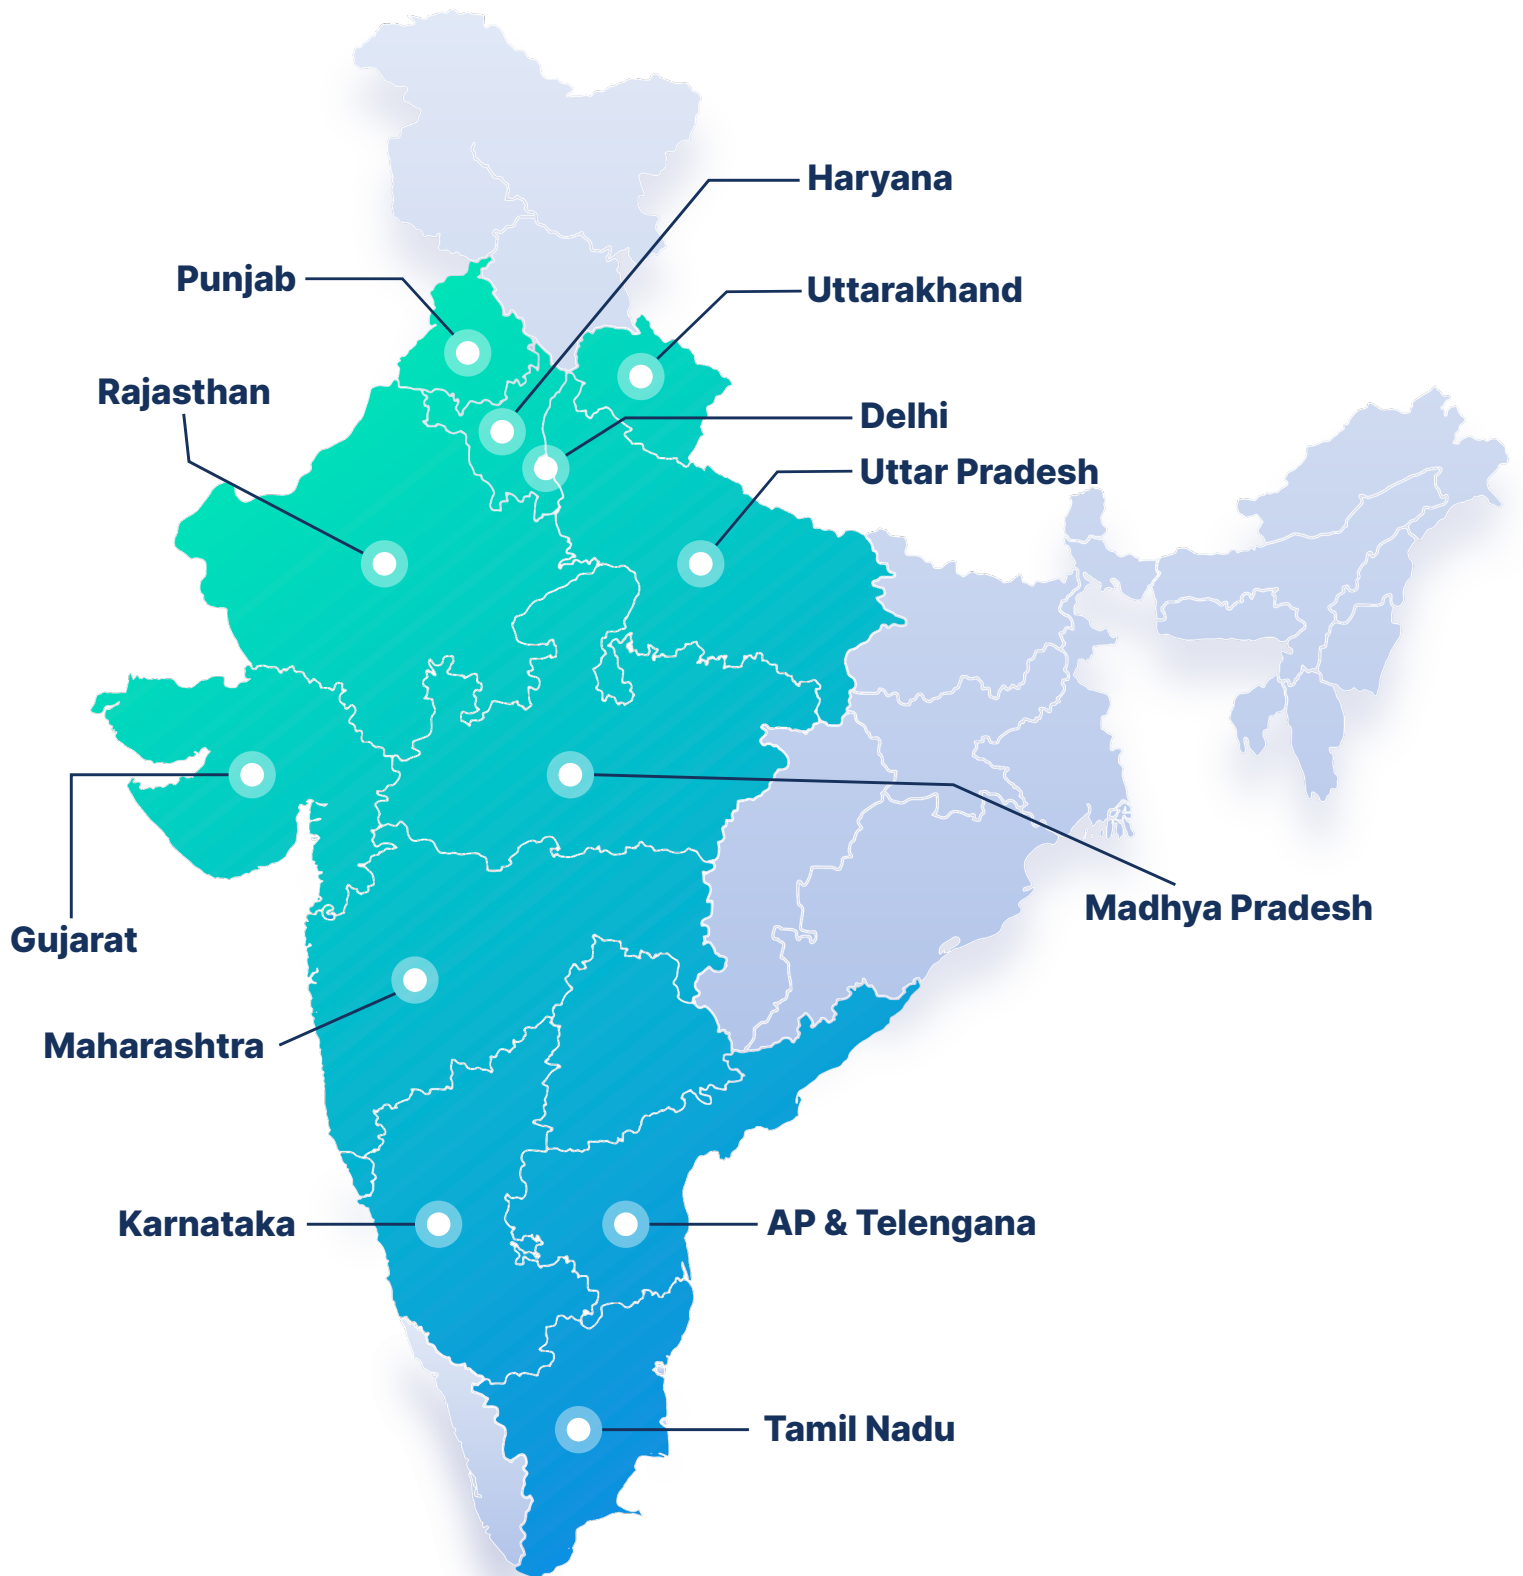 Haryana
Punjab
Uttarakhand
Rajasthan
Delhi
Uttar Pradesh
Madhya Pradesh
Gujarat
Maharashtra
Karnataka
AP & Telengana
Tamil Nadu